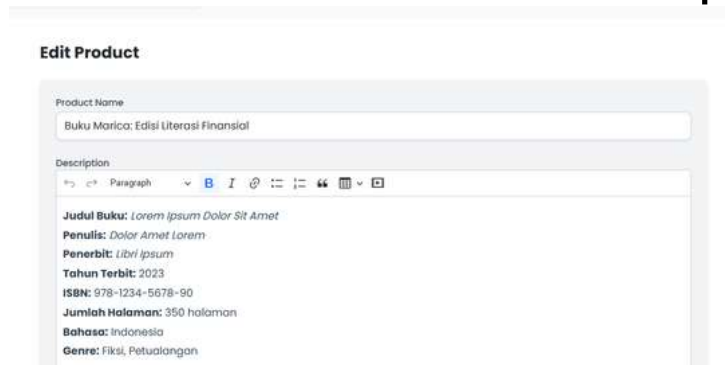 Edit Product
Product Name
Buku Marica: Edisi Literasi Finansial
Description
Paragraph B I
Judul Buku: Lorem Ipsum Dolor Sit Amet
Penulis: Dolor Amet Lorem
Penerbit: Libri Ipsum
Tahun Terbit: 2023
ISBN: 978-1234-5678-90
Jumlah Halaman: 350 halaman
Bahasa: Indonesia
Genre: Fiksi, Petualangan